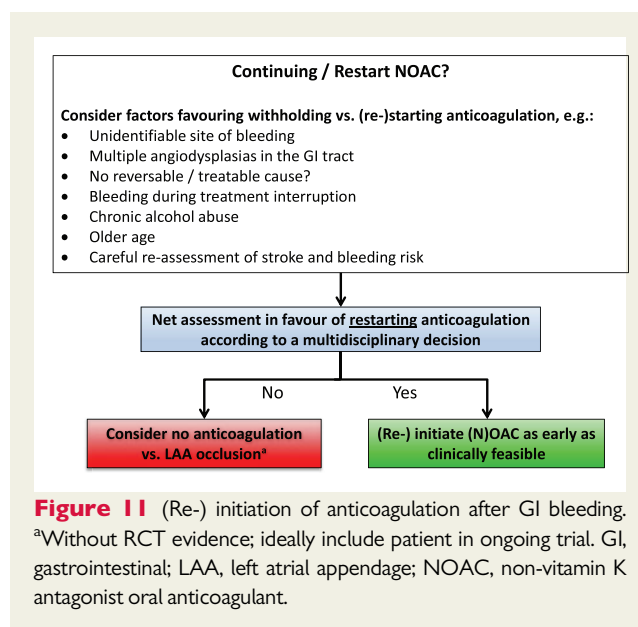 Continuing / Restart NOAC?
Consider factors favouring withholding vs. (re-)starting anticoagulation, e.g.:
• Unidentifiable site of bleeding
• Multiple angiodysplasias in the GI tract
• No reversable / treatable cause?
• Bleeding during treatment interruption
• Chronic alcohol abuse
• Older age
• Careful re-assessment of stroke and bleeding risk
Net assessment in favour of restarting anticoagulation
according to a multidisciplinary decision
No
Yes
Consider no anticoagulation
vs. LAA occlusionᵃ
(Re-) initiate (N)OAC as early as
clinically feasible
Figure 11 (Re-) initiation of anticoagulation after GI bleeding.
ᵃWithout RCT evidence; ideally include patient in ongoing trial. GI,
gastrointestinal; LAA, left atrial appendage; NOAC, non-vitamin K
antagonist oral anticoagulant.